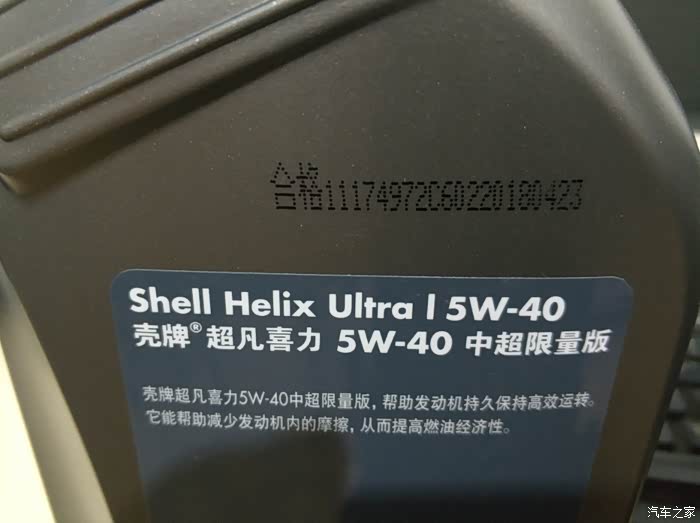 合格11174972C60220180423
Shell Helix Ultra | 5W-40
壳牌®超凡喜力 5W-40 中超限量版
壳牌超凡喜力5W-40中超限量版，帮助发动机持久保持高效运转。
它能帮助减少发动机内的摩擦，从而提高燃油经济性。
汽车之家